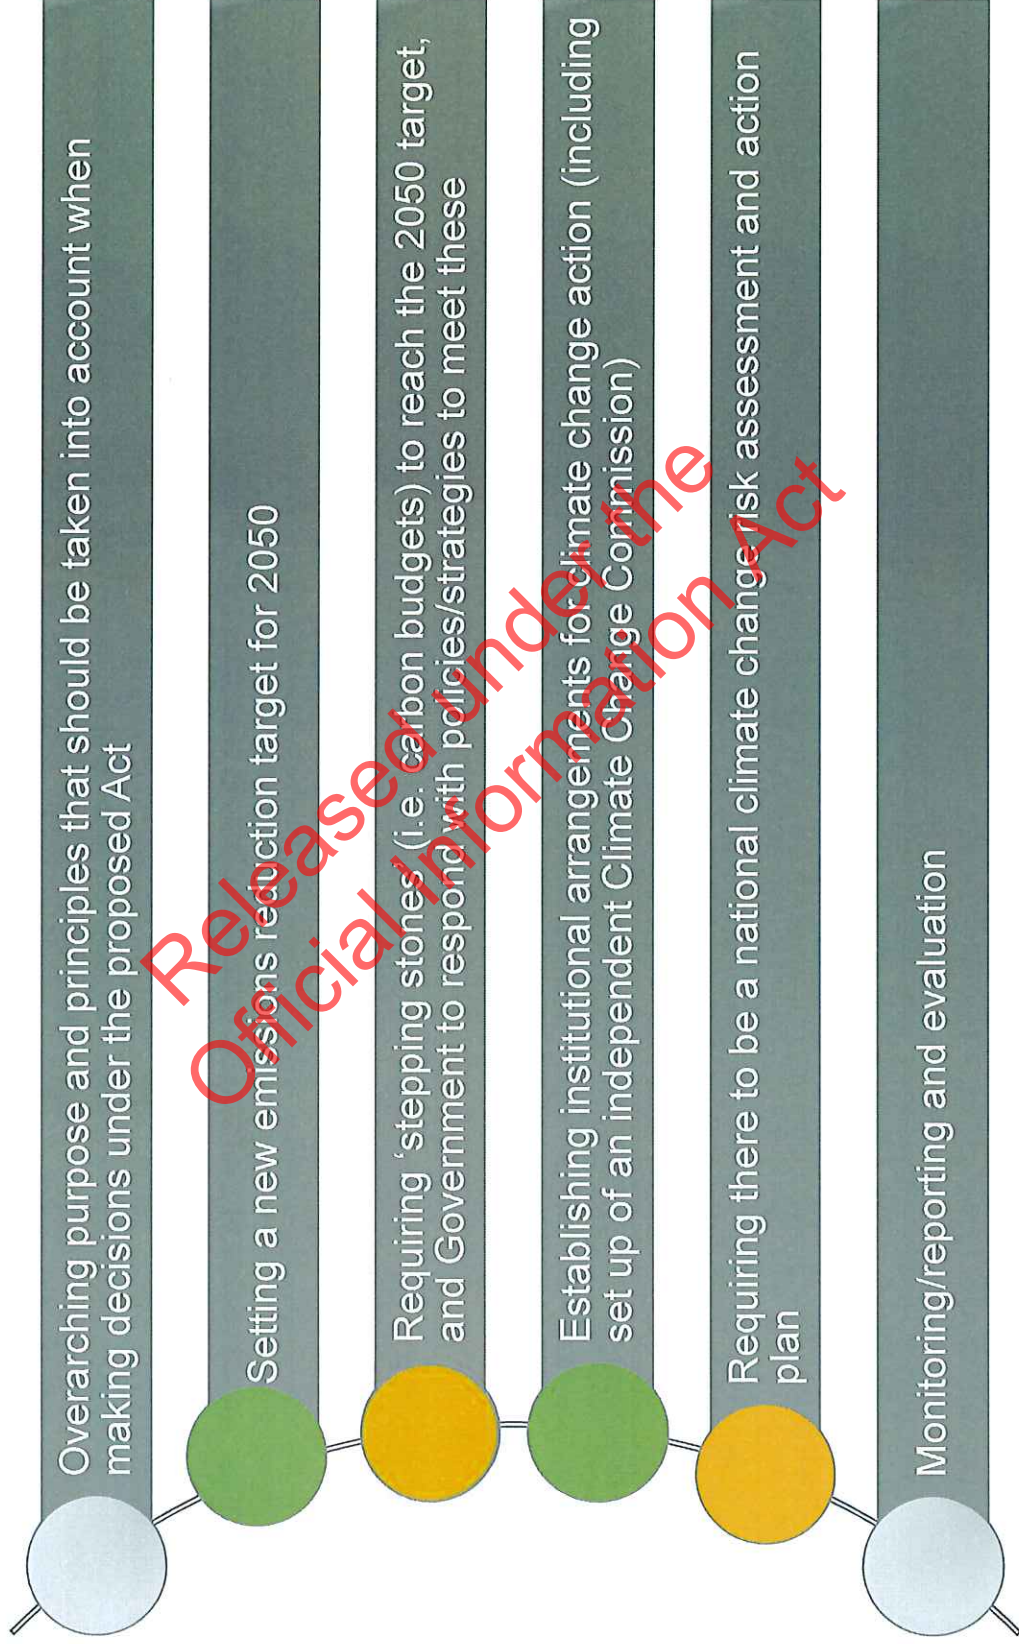 Overarching purpose and principles that should be taken into account when
making decisions under the proposed Act
Setting a new emissions reduction target for 2050
Requiring ‘stepping stones’ (i.e. carbon budgets) to reach the 2050 target,
and Government to respond with policies/strategies to meet these
Establishing institutional arrangements for climate change action (including
set up of an independent Climate Change Commission)
Requiring there to be a national climate change risk assessment and action
plan
Monitoring/reporting and evaluation
Released under the
Official Information Act